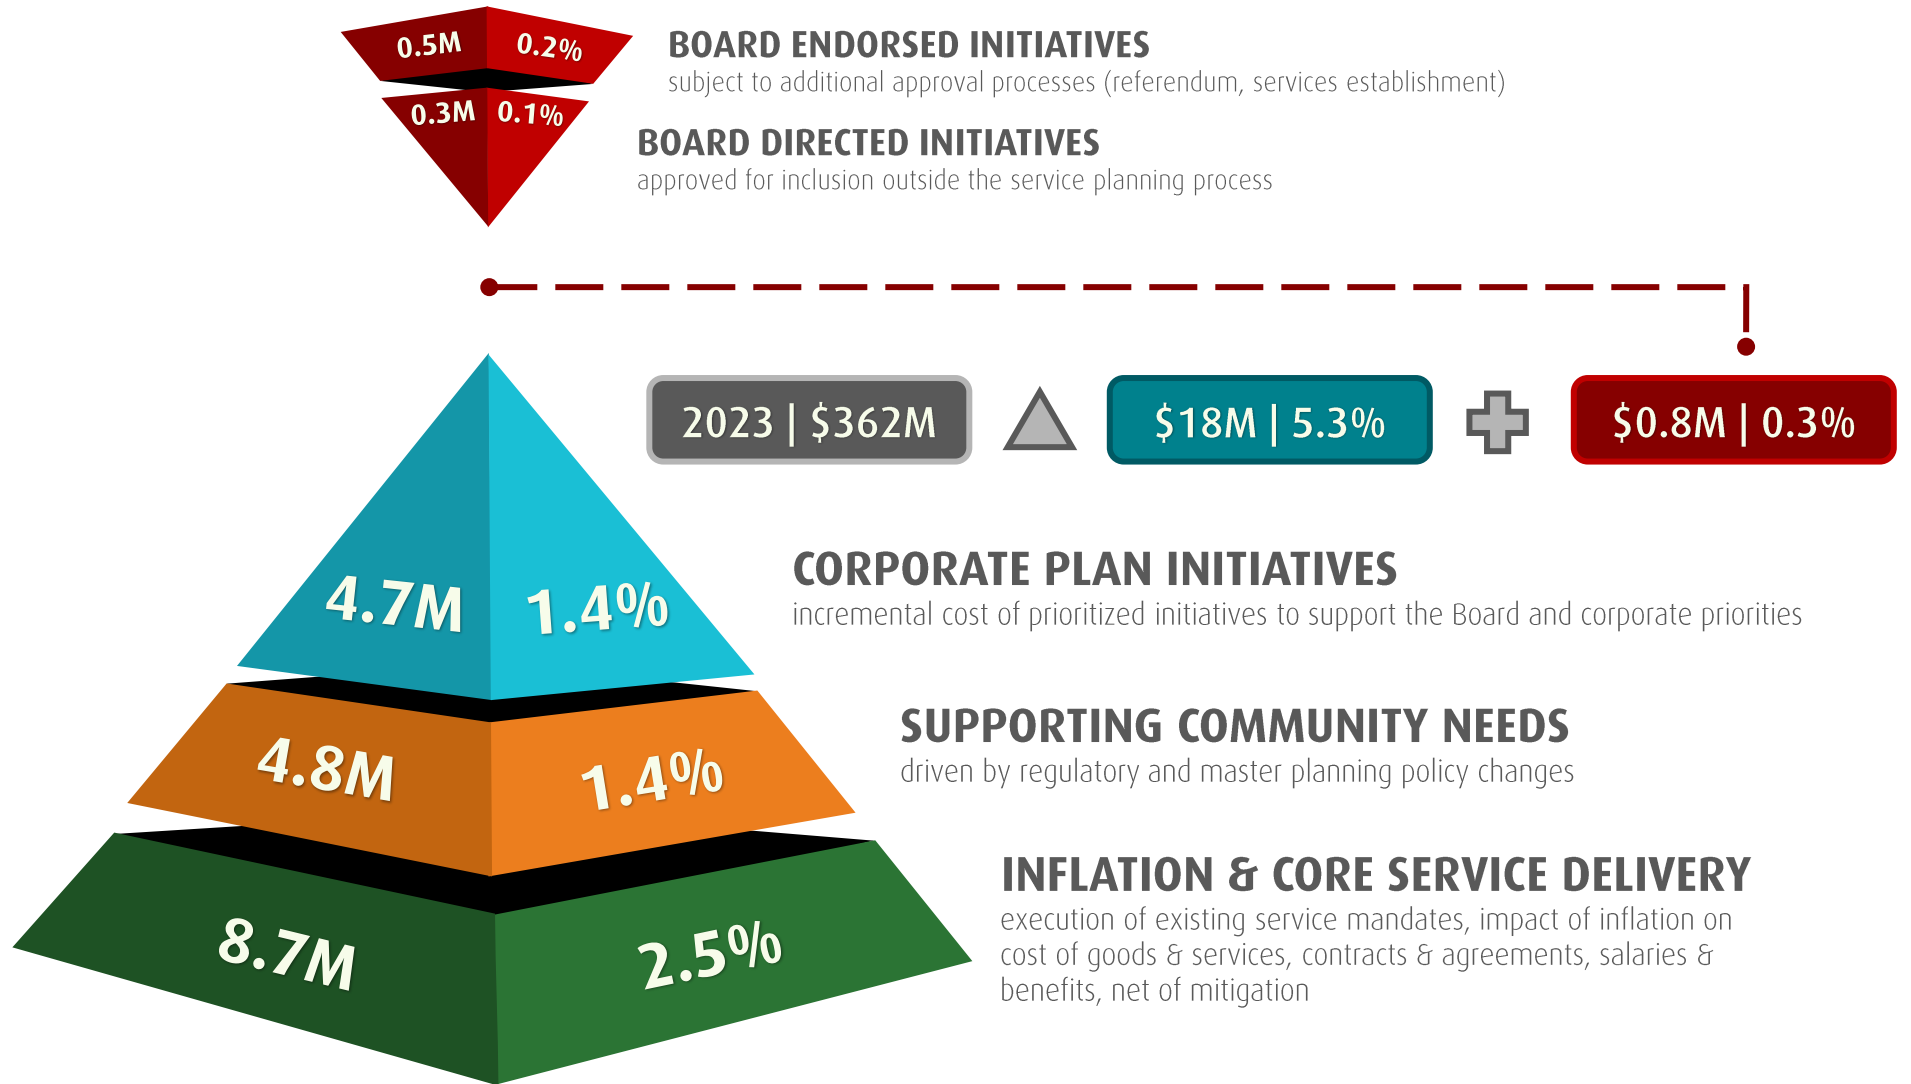 0.5M 0.2%
BOARD ENDORSED INITIATIVES
subject to additional approval processes (referendum, services establishment)
0.3M 0.1%
BOARD DIRECTED INITIATIVES
approved for inclusion outside the service planning process
2023 | $362M
$18M | 5.3%
$0.8M | 0.3%
4.7M 1.4%
CORPORATE PLAN INITIATIVES
incremental cost of prioritized initiatives to support the Board and corporate priorities
4.8M 1.4%
SUPPORTING COMMUNITY NEEDS
driven by regulatory and master planning policy changes
8.7M 2.5%
INFLATION & CORE SERVICE DELIVERY
execution of existing service mandates, impact of inflation on
cost of goods & services, contracts & agreements, salaries &
benefits, net of mitigation